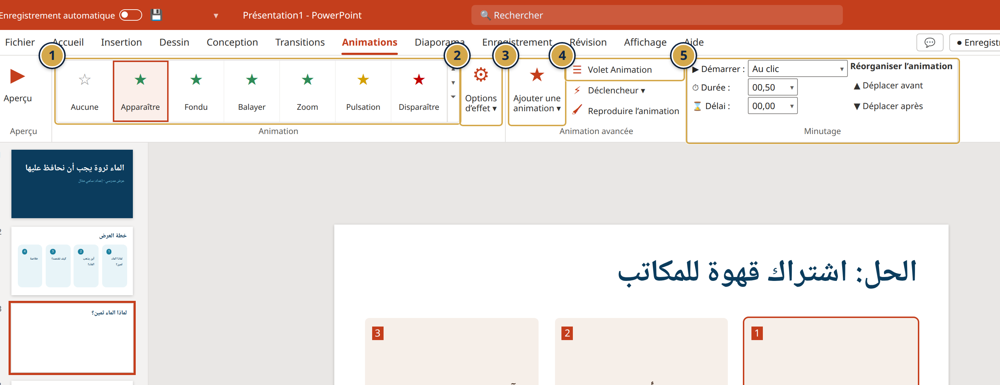 Enregistrement automatique
Présentation1 - PowerPoint
Rechercher
Fichier Accueil Insertion Dessin Conception Transitions Animations Diaporama Enregistrement Révision Affichage Aide
1 2 3 4 5
Aperçu
Aperçu
Aucune Apparaître Fondu Balayer Zoom Pulsation Disparaître
Animation
Options
d’effet
Ajouter une
animation
Volet Animation
Déclencheur
Reproduire l’animation
Animation avancée
Démarrer : Au clic
Durée : 00,50
Délai : 00,00
Réorganiser l’animation
Déplacer avant
Déplacer après
Minutage
الماء ثروة يجب أن نحافظ عليها
عرض مدرسي · إعداد: سامي مثال
2
خطة العرض
1
لماذا الماء
ثمين؟
2
أين يذهب
الماء؟
3
كيف نقتصد؟
4
خلاصة
3
لماذا الماء ثمين؟
الحل: اشتراك قهوة للمكاتب
1
2
3